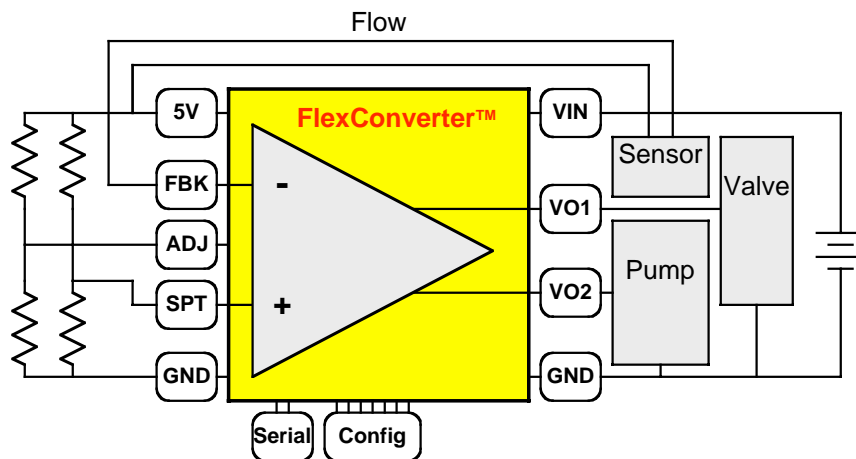 Flow
5V
FlexConverter™
VIN
Sensor
FBK
-
Valve
VO1
ADJ
Pump
SPT
+
VO2
GND
GND
Serial
Config